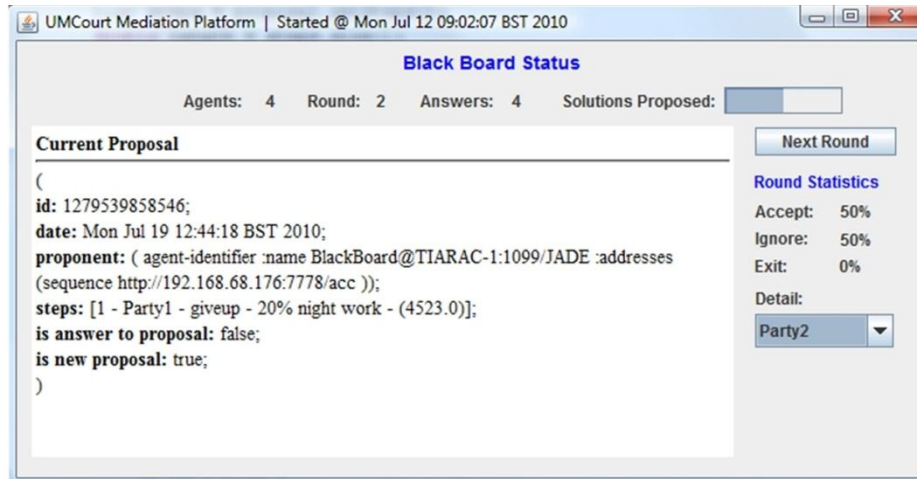 UMCourt Mediation Platform | Started @ Mon Jul 12 09:02:07 BST 2010
Black Board Status
Agents: 4 Round: 2 Answers: 4 Solutions Proposed:
Current Proposal
(
id: 1279539858546;
date: Mon Jul 19 12:44:18 BST 2010;
proponent: ( agent-identifier :name BlackBoard@TIARAC-1:1099/JADE :addresses
(sequence http://192.168.68.176:7778/acc ));
steps: [1 - Party1 - giveup - 20% night work - (4523.0)];
is answer to proposal: false;
is new proposal: true;
)
Next Round
Round Statistics
Accept: 50%
Ignore: 50%
Exit: 0%
Detail:
Party2